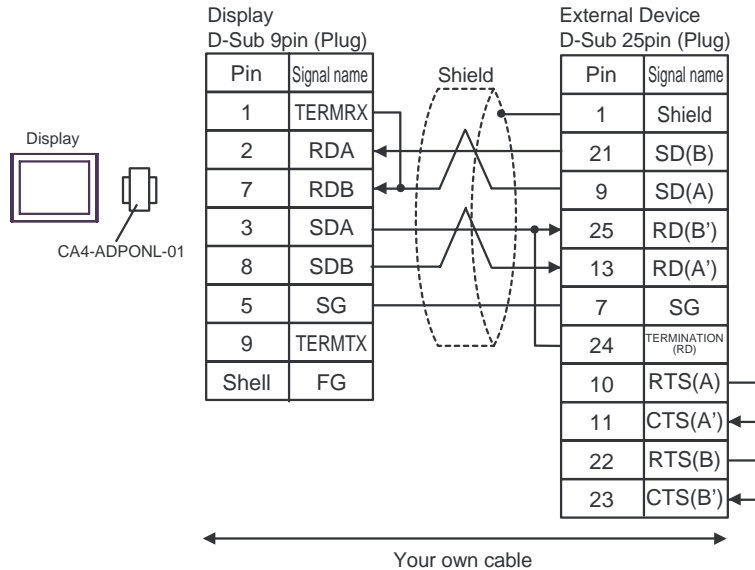 Display
D-Sub 9pin (Plug)
External Device
D-Sub 25pin (Plug)
Pin Signal name
Shield
Pin Signal name
1 TERMRX
1 Shield
Display
2 RDA
21 SD(B)
7 RDB
9 SD(A)
3 SDA
25 RD(B’)
CA4-ADPONL-01
8 SDB
13 RD(A’)
5 SG
7 SG
9 TERMTX
24 TERMINATION
(RD)
Shell FG
10 RTS(A)
11 CTS(A’)
22 RTS(B)
23 CTS(B’)
Your own cable